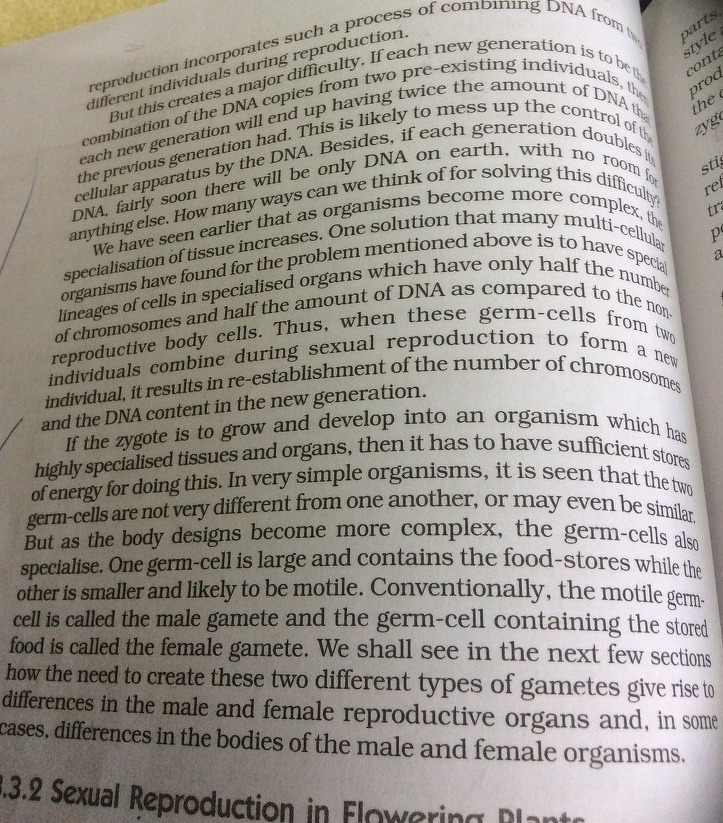 reproduction incorporates such a process of combining DNA from two
different individuals during reproduction.
But this creates a major difficulty. If each new generation is to be the
combination of the DNA copies from two pre-existing individuals, then
each new generation will end up having twice the amount of DNA that
the previous generation had. This is likely to mess up the control of the
cellular apparatus by the DNA. Besides, if each generation doubles its
DNA, fairly soon there will be only DNA on earth, with no room for
anything else. How many ways can we think of for solving this difficulty?
We have seen earlier that as organisms become more complex, the
specialisation of tissue increases. One solution that many multi-cellular
organisms have found for the problem mentioned above is to have special
lineages of cells in specialised organs which have only half the number
of chromosomes and half the amount of DNA as compared to the non-
reproductive body cells. Thus, when these germ-cells from two
individuals combine during sexual reproduction to form a new
individual, it results in re-establishment of the number of chromosomes
and the DNA content in the new generation.
If the zygote is to grow and develop into an organism which has
highly specialised tissues and organs, then it has to have sufficient stores
of energy for doing this. In very simple organisms, it is seen that the two
germ-cells are not very different from one another, or may even be similar.
But as the body designs become more complex, the germ-cells also
specialise. One germ-cell is large and contains the food-stores while the
other is smaller and likely to be motile. Conventionally, the motile germ-
cell is called the male gamete and the germ-cell containing the stored
food is called the female gamete. We shall see in the next few sections
how the need to create these two different types of gametes give rise to
differences in the male and female reproductive organs and, in some
cases, differences in the bodies of the male and female organisms.
.3.2 Sexual Reproduction in Flowering Plants
parts
style
conta
prod
the
zygo
stig
ref
tra
a